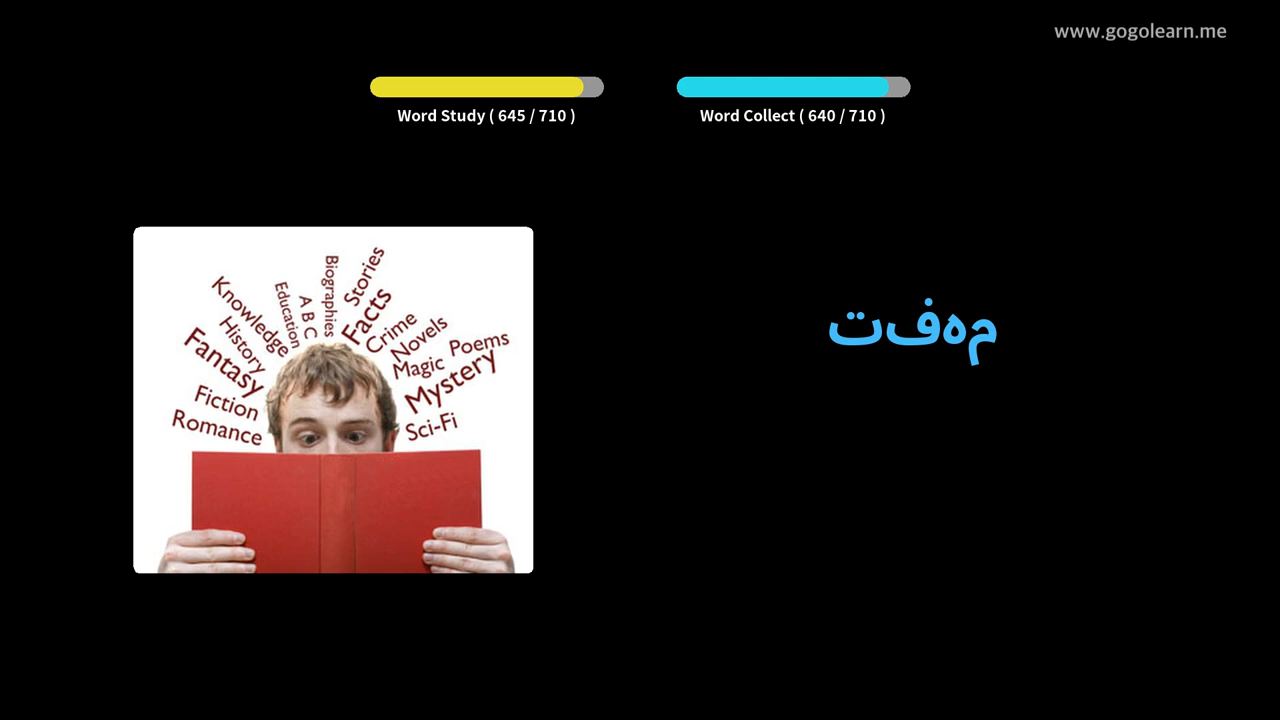 www.gogolearn.me
Word Study ( 645 / 710 )
Word Collect ( 640 / 710 )
Knowledge
History
Fantasy
Fiction
Romance
Education
A B C
Biographies
Stories
Facts
Crime
Novels
Magic
Poems
Mystery
Sci-Fi
مهفت